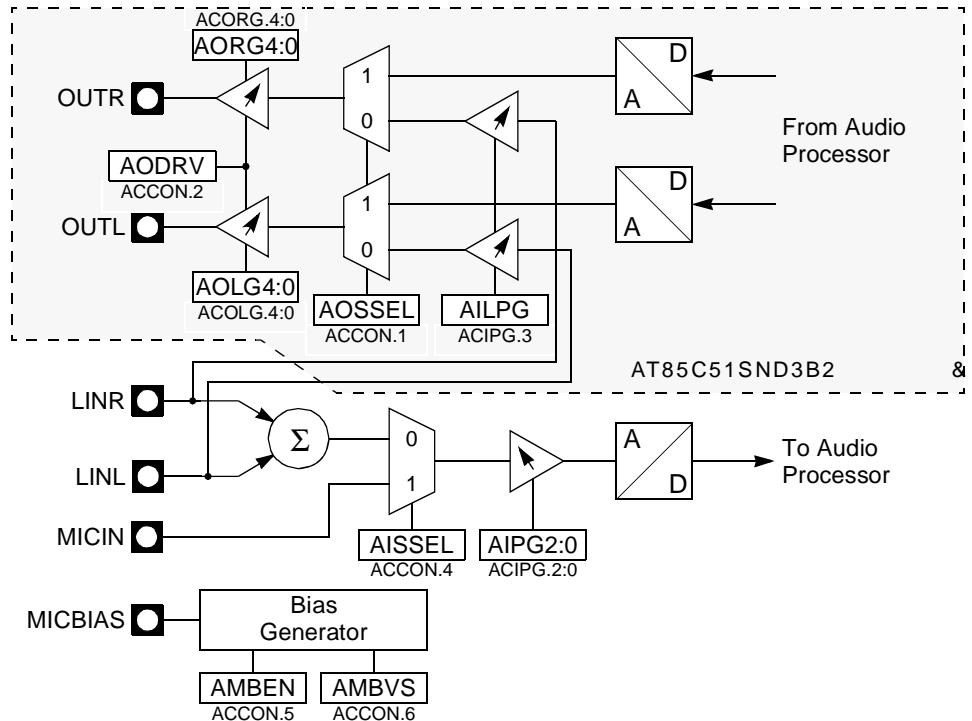 ACORG.4:0
AORG4:0
OUTR
1
0
D
A
From Audio
Processor
AODRV
ACCON.2
OUTL
1
0
D
A
AOLG4:0
ACOLG.4:0
AOSSEL
ACCON.1
AILPG
ACIPG.3
AT85C51SND3B2 &
LINR
Σ
0
1
A
D
To Audio
Processor
LINL
MICIN
AISSEL
ACCON.4
AIPG2:0
ACIPG.2:0
MICBIAS
Bias
Generator
AMBEN
ACCON.5
AMBVS
ACCON.6